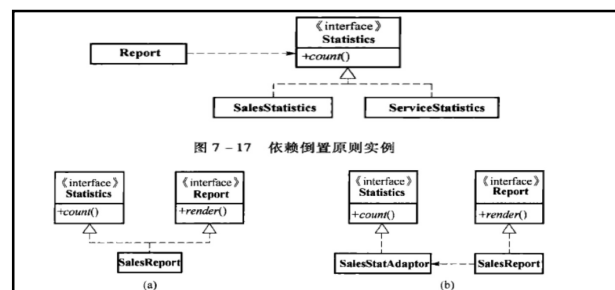 《interface》
Statistics
Report
+count()
SalesStatistics
ServiceStatistics
图 7-17 依赖倒置原则实例
《interface》
Statistics
+count()
《interface》
Report
+render()
SalesReport
(a)
《interface》
Statistics
+count()
《interface》
Report
+render()
SalesStatAdaptor
SalesReport
(b)